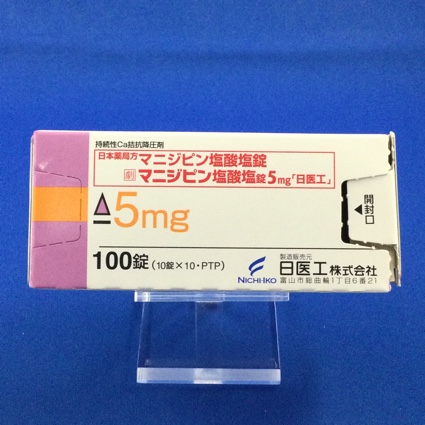 持続性Ca拮抗降圧剤
日本薬局方 マニジピン塩酸塩錠
劇 マニジピン塩酸塩錠5mg「日医工」
5mg
100錠 (10錠×10・PTP)
開封口
NICHI-IKO
製造販売元
日医工株式会社
富山市総曲輪1丁目6番21